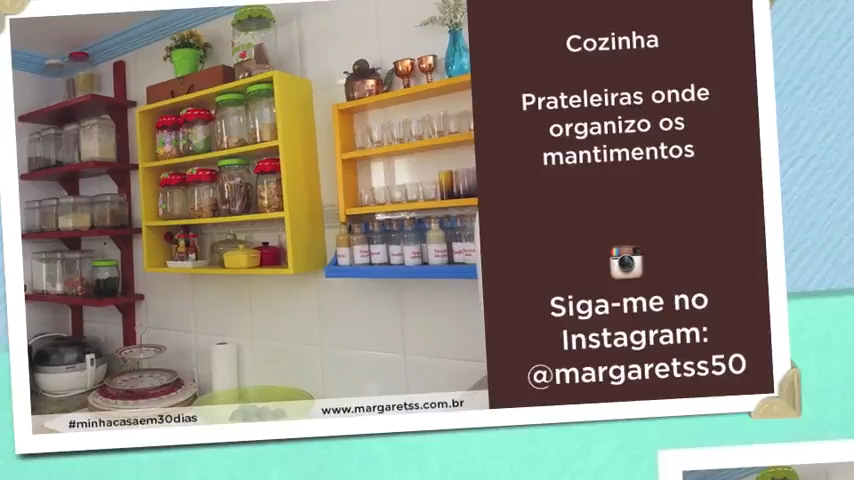 Cozinha
Prateleiras onde
organizo os
mantimentos
Siga-me no
Instagram:
@margaretss50
#minhacasaem30dias
www.margaretss.com.br